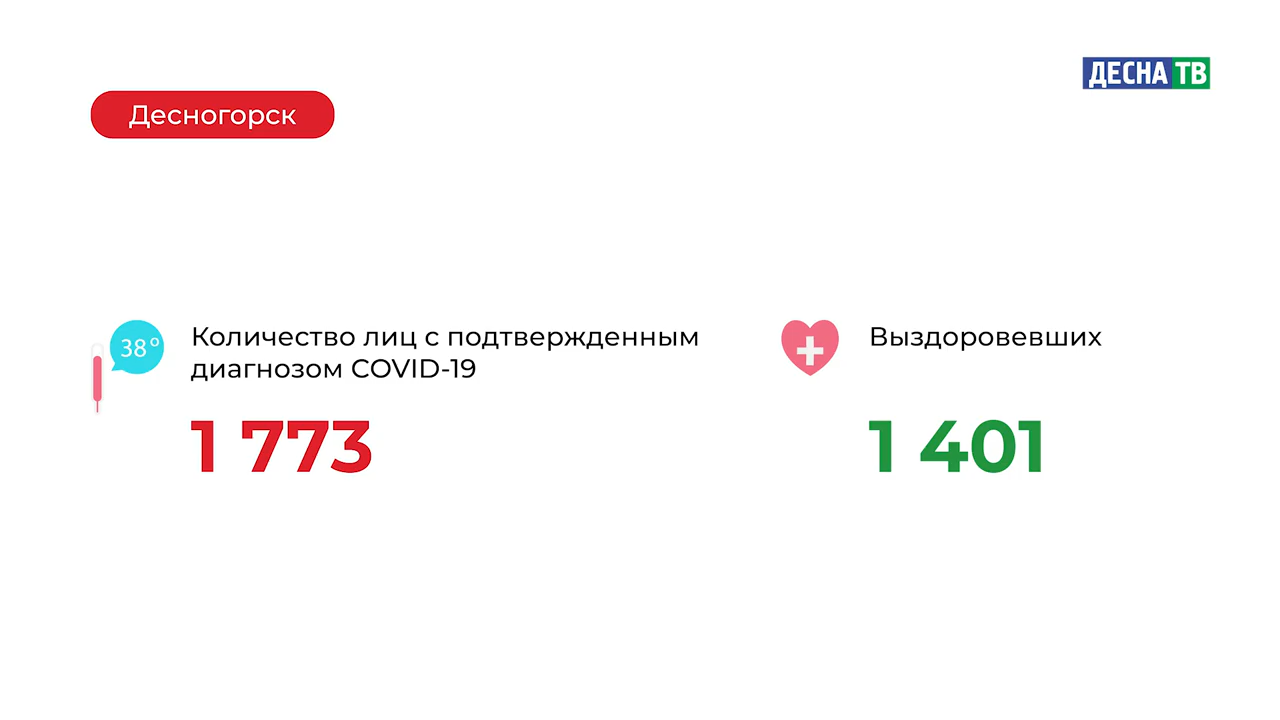 ДЕСНА ТВ
Десногорск
38°
Количество лиц с подтвержденным
диагнозом COVID-19
1 773
Выздоровевших
1 401